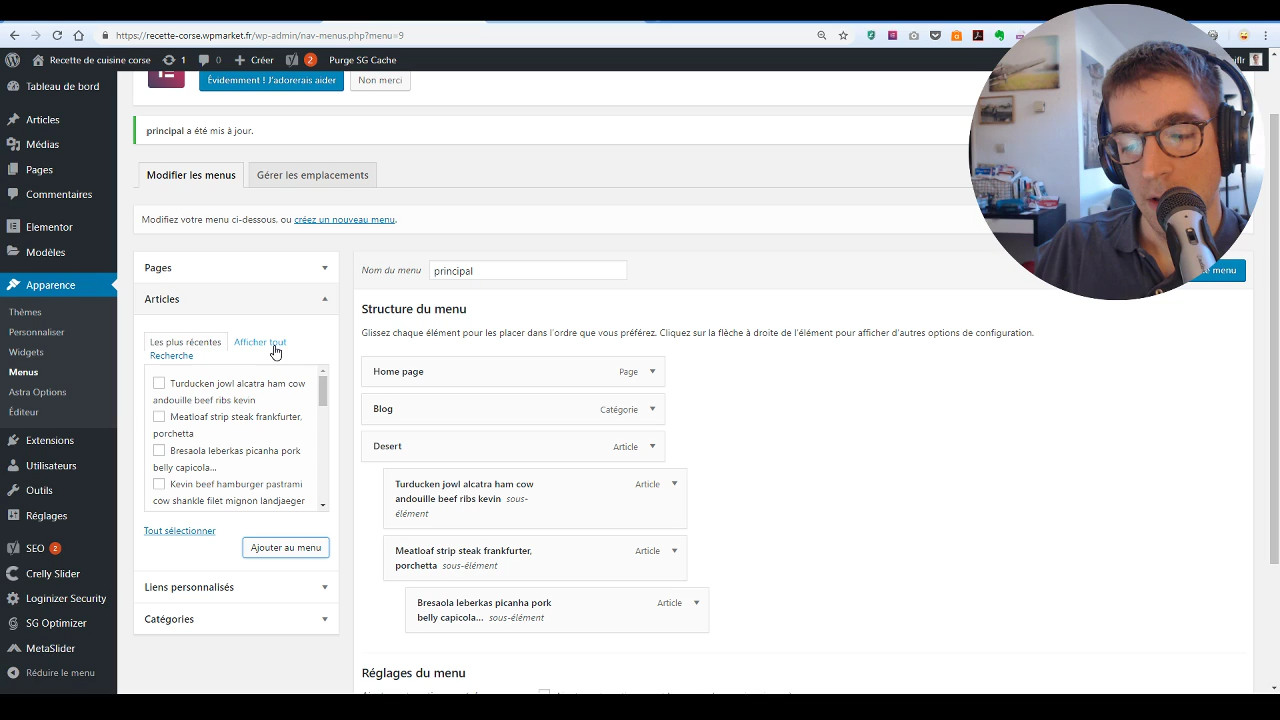 https://recette-corse.wpmarket.fr/wp-admin/nav-menus.php?menu=9
Recette de cuisine corse
1
0
Créer
2
Purge SG Cache
Tableau de bord
Articles
Médias
Pages
Commentaires
Elementor
Modèles
Apparence
Thèmes
Personnaliser
Widgets
Menus
Astra Options
Éditeur
Extensions
Utilisateurs
Outils
Réglages
SEO 2
Crelly Slider
Loginizer Security
SG Optimizer
MetaSlider
Réduire le menu
Évidemment ! J'adorerais aider
Non merci
principal a été mis à jour.
Modifier les menus
Gérer les emplacements
Modifiez votre menu ci-dessous, ou créez un nouveau menu.
Pages
Articles
Les plus récentes
Afficher tout
Recherche
Turducken jowl alcatra ham cow
andouille beef ribs kevin
Meatloaf strip steak frankfurter,
porchetta
Bresaola leberkas picanha pork
belly capicola...
Kevin beef hamburger pastrami
cow shankle filet mignon landjaeger
Tout sélectionner
Ajouter au menu
Liens personnalisés
Catégories
Nom du menu
principal
menu
Structure du menu
Glissez chaque élément pour les placer dans l'ordre que vous préférez. Cliquez sur la flèche à droite de l'élément pour afficher d'autres options de configuration.
Home page
Page
Blog
Catégorie
Desert
Article
Turducken jowl alcatra ham cow
andouille beef ribs kevin sous-
élément
Article
Meatloaf strip steak frankfurter,
porchetta sous-élément
Article
Bresaola leberkas picanha pork
belly capicola... sous-élément
Article
Réglages du menu